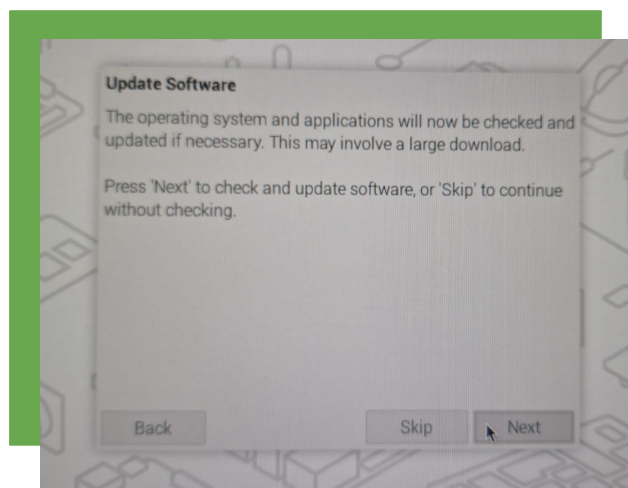 Update Software
The operating system and applications will now be checked and
updated if necessary. This may involve a large download.
Press 'Next' to check and update software, or 'Skip' to continue
without checking.
Back
Skip
Next